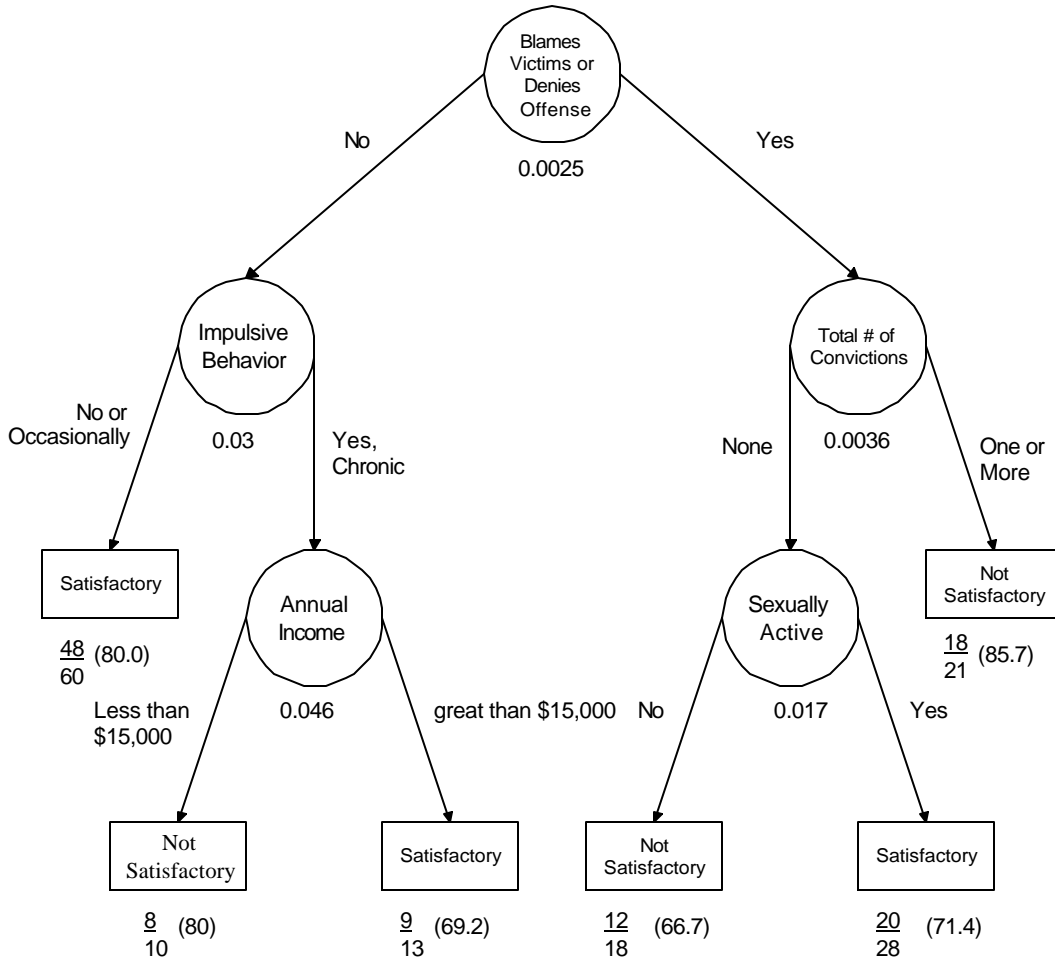 Blames
Victims or
Denies
Offense
No
Yes
0.0025
Impulsive
Behavior
Total # of
Convictions
No or
Occasionally
0.03
Yes,
Chronic
None
0.0036
One or
More
Satisfactory
Annual
Income
Sexually
Active
Not
Satisfactory
48
60
(80.0)
18
21
(85.7)
Less than
$15,000
0.046
great than $15,000
No
0.017
Yes
Not
Satisfactory
Satisfactory
Not
Satisfactory
Satisfactory
8
10
(80)
9
13
(69.2)
12
18
(66.7)
20
28
(71.4)